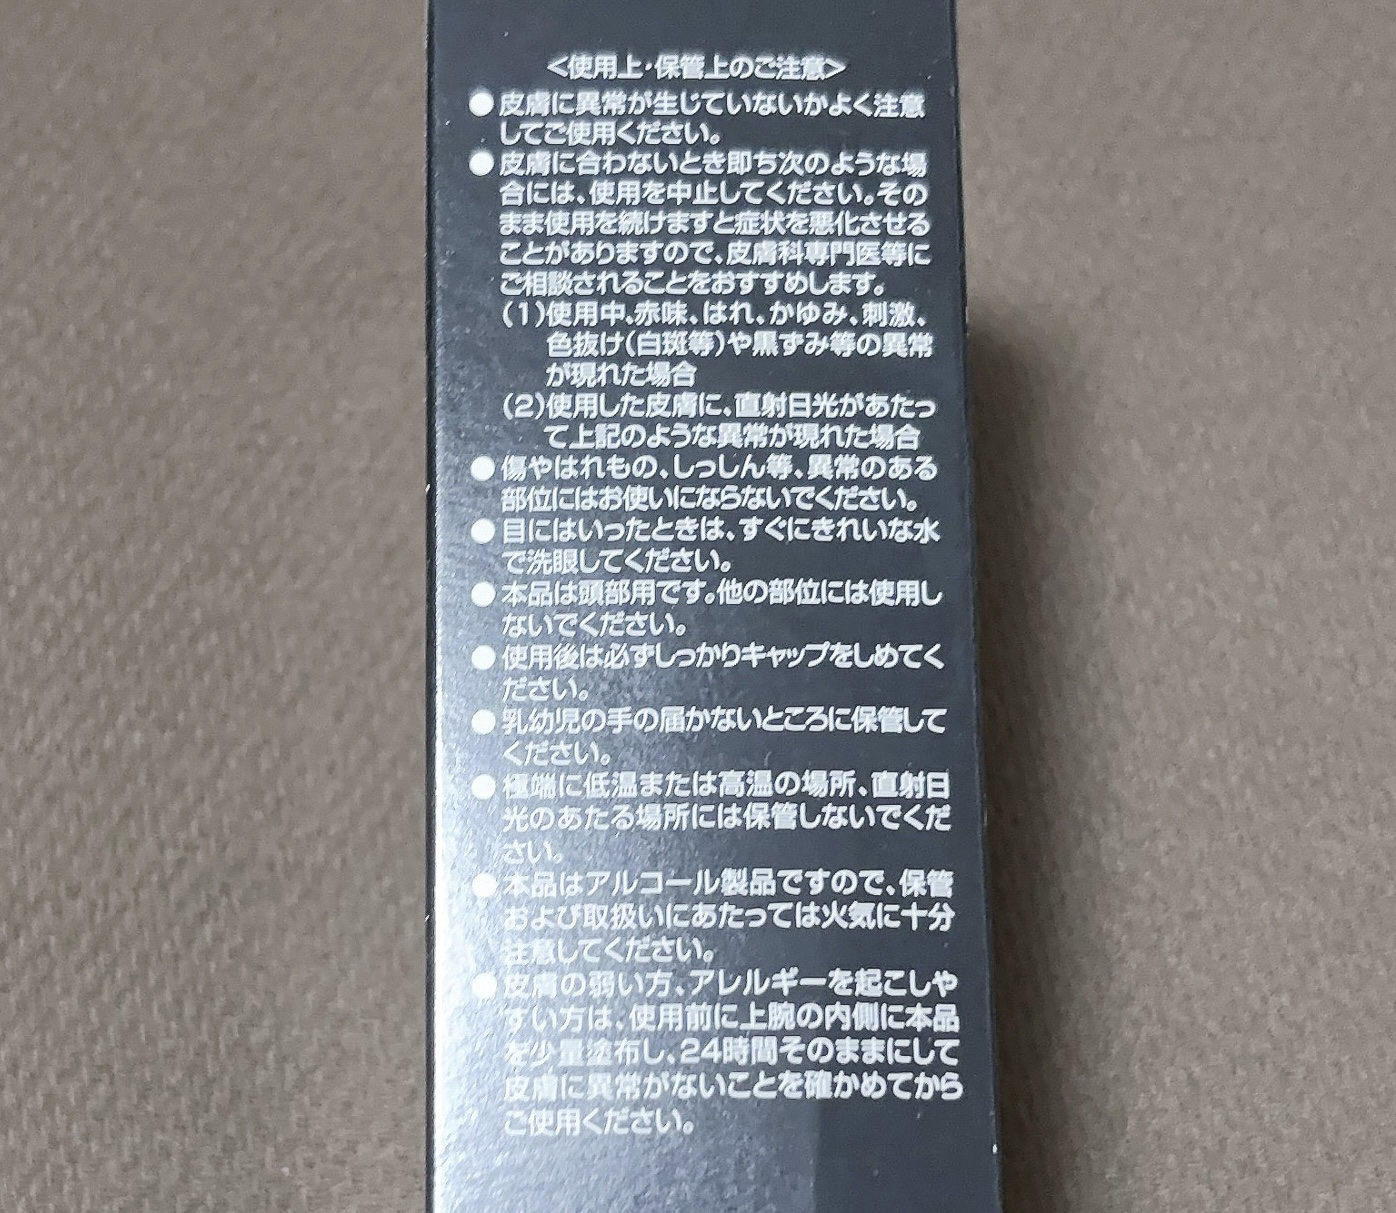 <使用上・保管上のご注意>
●皮膚に異常が生じていないかよく注意
してご使用ください。
●皮膚に合わないとき即ち次のような場
合には、使用を中止してください。その
まま使用を続けますと症状を悪化させる
ことがありますので、皮膚科専門医等に
ご相談されることをおすすめします。
(1)使用中、赤味、はれ、かゆみ、刺激、
色抜け(白斑等)や黒ずみ等の異常
が現れた場合
(2)使用した皮膚に、直射日光があたっ
て上記のような異常が現れた場合
●傷やはれもの、しっしん等、異常のある
部位にはお使いにならないでください。
●目にはいったときは、すぐにきれいな水
で洗眼してください。
●本品は頭部用です。他の部位には使用し
ないでください。
●使用後は必ずしっかりキャップをしめてく
ださい。
●乳幼児の手の届かないところに保管して
ください。
●極端に低温または高温の場所、直射日
光のあたる場所には保管しないでくだ
さい。
●本品はアルコール製品ですので、保管
および取扱いにあたっては火気に十分
注意してください。
●皮膚の弱い方、アレルギーを起こしや
すい方は、使用前に上腕の内側に本品
を少量塗布し、24時間そのままにして
皮膚に異常がないことを確かめてから
ご使用ください。